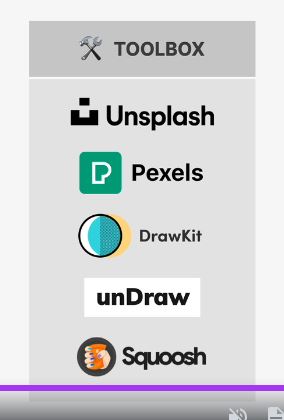 TOOLBOX
Unsplash
Pexels
DrawKit
unDraw
Squoosh